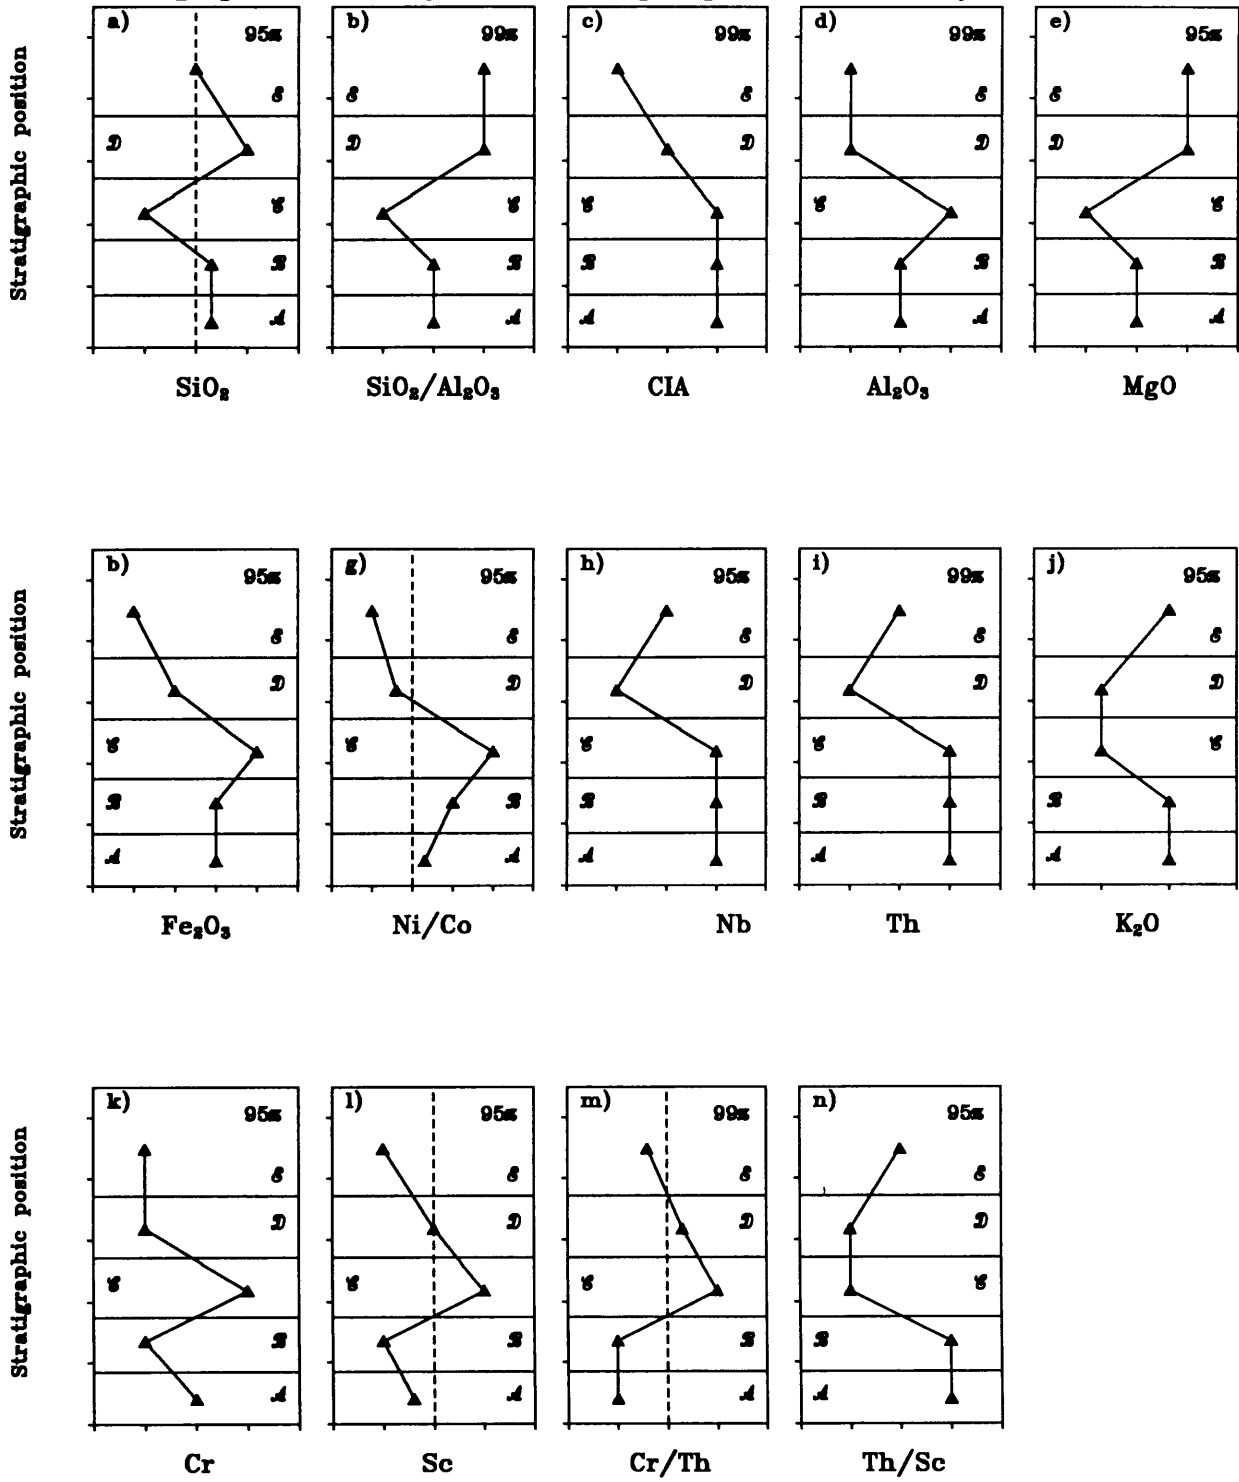 Stratigraphic position
a) 95%
ℰ
𝒟
𝒞
ℬ
𝒜
SiO₂
b) 99%
ℰ
𝒟
𝒞
ℬ
𝒜
SiO₂/Al₂O₃
c) 99%
ℰ
𝒟
𝒞
ℬ
𝒜
CIA
d) 99%
ℰ
𝒟
𝒞
ℬ
𝒜
Al₂O₃
e) 95%
ℰ
𝒟
𝒞
ℬ
𝒜
MgO
Stratigraphic position
b) 95%
ℰ
𝒟
𝒞
ℬ
𝒜
Fe₂O₃
g) 95%
ℰ
𝒟
𝒞
ℬ
𝒜
Ni/Co
h) 95%
ℰ
𝒟
𝒞
ℬ
𝒜
Nb
i) 99%
ℰ
𝒟
𝒞
ℬ
𝒜
Th
j) 95%
ℰ
𝒟
𝒞
ℬ
𝒜
K₂O
Stratigraphic position
k) 95%
ℰ
𝒟
𝒞
ℬ
𝒜
Cr
l) 95%
ℰ
𝒟
𝒞
ℬ
𝒜
Sc
m) 99%
ℰ
𝒟
𝒞
ℬ
𝒜
Cr/Th
n) 95%
ℰ
𝒟
𝒞
ℬ
𝒜
Th/Sc